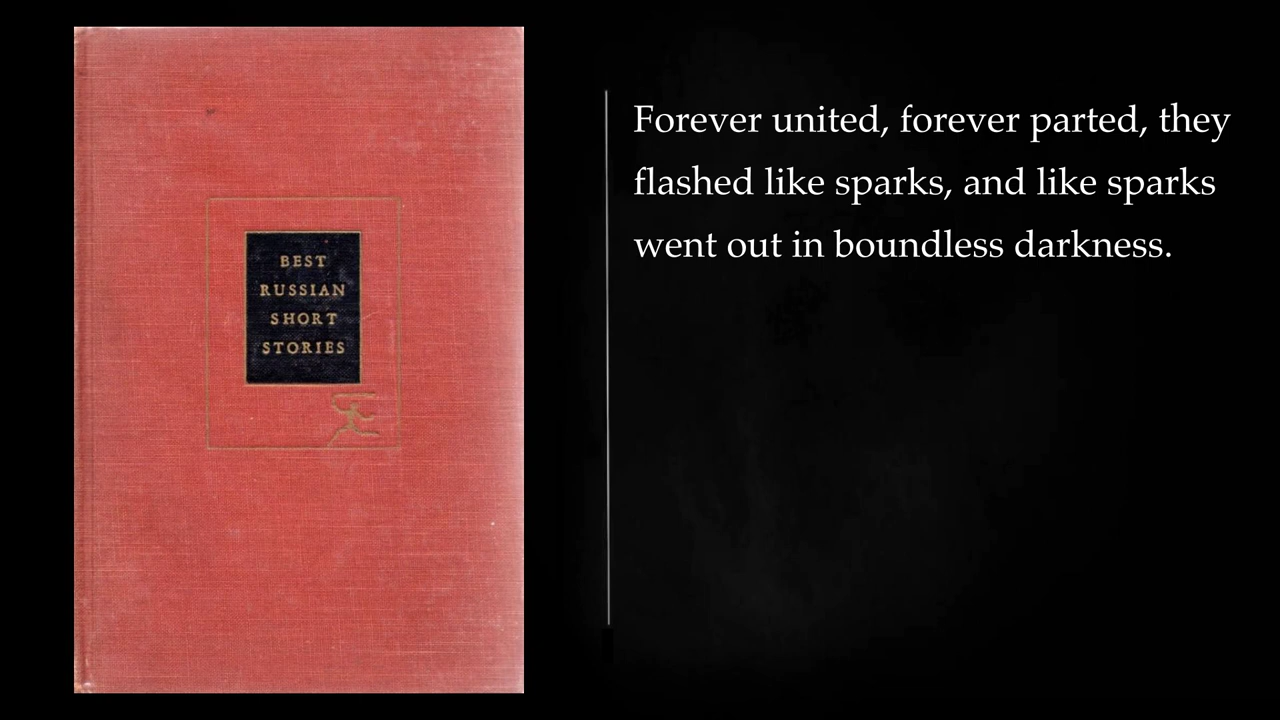 BEST
RUSSIAN
SHORT
STORIES
Forever united, forever parted, they
flashed like sparks, and like sparks
went out in boundless darkness.